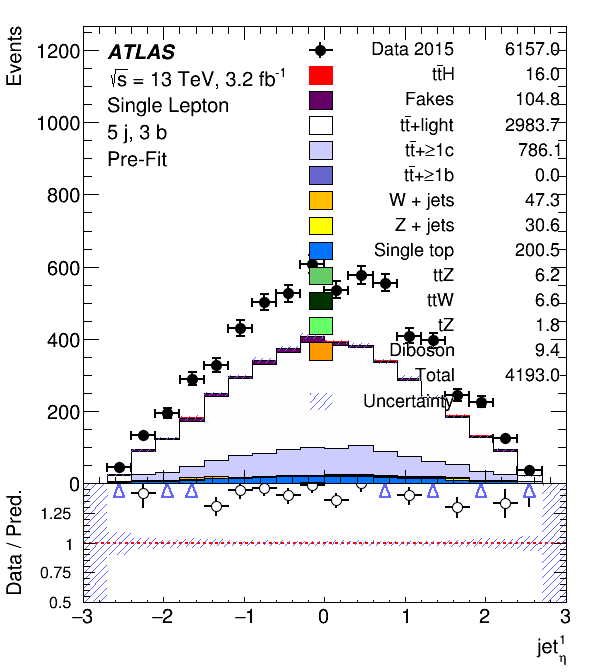 Events
1200
1000
800
600
400
200
0
ATLAS
√s = 13 TeV, 3.2 fb⁻¹
Single Lepton
5 j, 3 b
Pre-Fit
Data 2015 6157.0
tt̄H 16.0
Fakes 104.8
tt̄+light 2983.7
tt̄+≥1c 786.1
tt̄+≥1b 0.0
W + jets 47.3
Z + jets 30.6
Single top 200.5
ttZ 6.2
ttW 6.6
tZ 1.8
Diboson 9.4
Total 4193.0
Uncertainty
Data / Pred.
1.25
1
0.75
0.5
−3 −2 −1 0 1 2 3
jet¹η